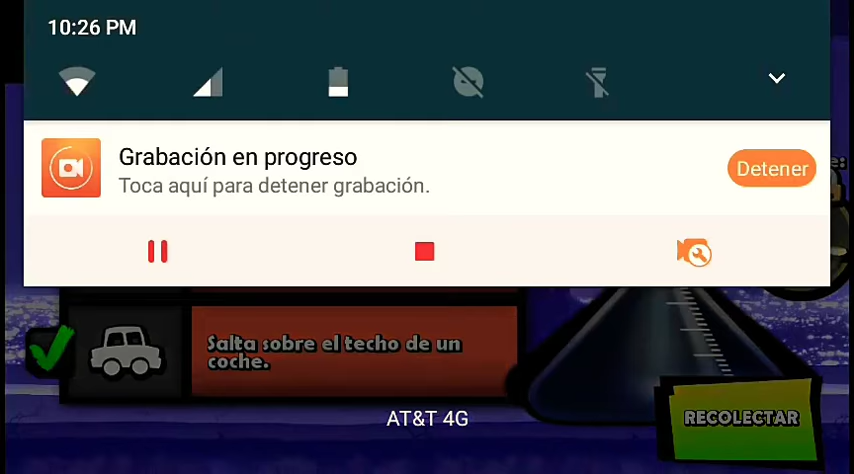 10:26 PM
Grabación en progreso
Toca aquí para detener grabación.
Detener
Salta sobre el techo de un
coche.
AT&T 4G
RECOLECTAR